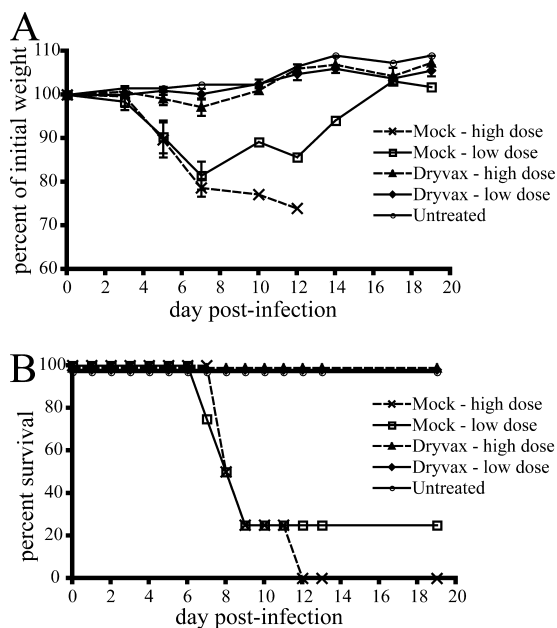 A
percent of initial weight
110
100
90
80
70
60
0 2 4 6 8 10 12 14 16 18 20
day post-infection
Mock - high dose
Mock - low dose
Dryvax - high dose
Dryvax - low dose
Untreated
B
percent survival
100
80
60
40
20
0
0 2 4 6 8 10 12 14 16 18 20
day post-infection
Mock - high dose
Mock - low dose
Dryvax - high dose
Dryvax - low dose
Untreated